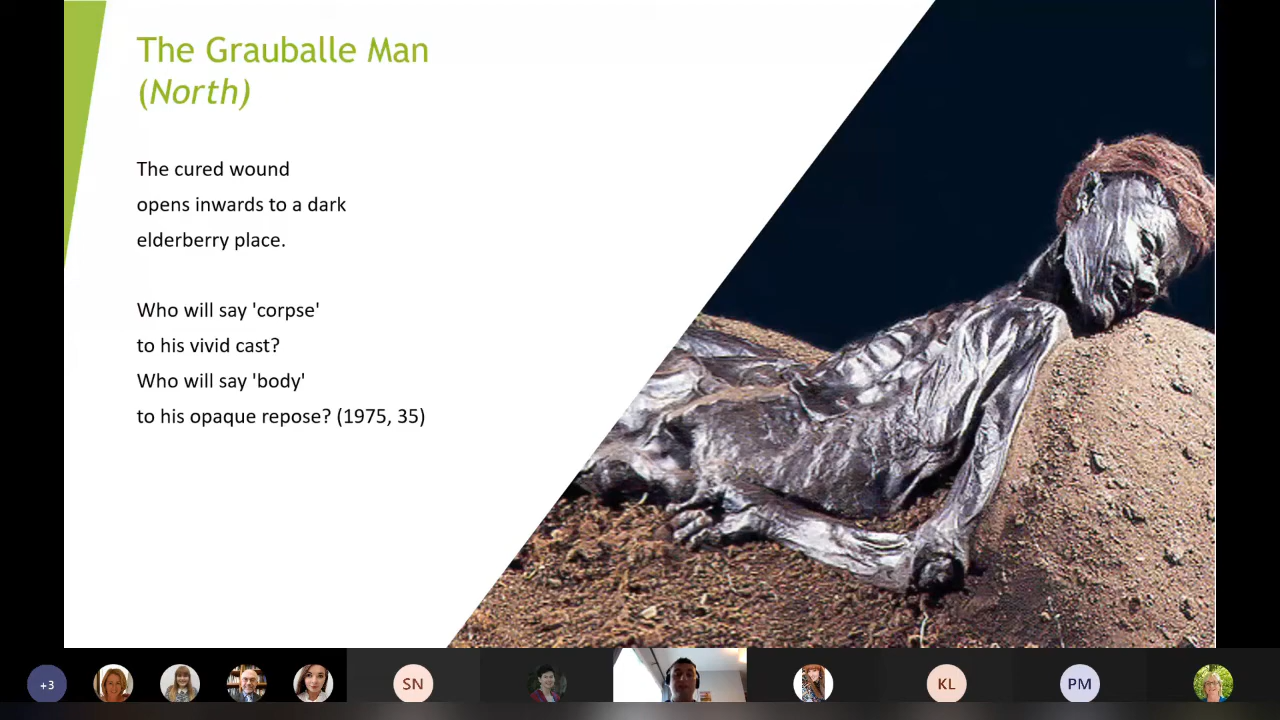 The Grauballe Man
(North)
The cured wound
opens inwards to a dark
elderberry place.
Who will say 'corpse'
to his vivid cast?
Who will say 'body'
to his opaque repose? (1975, 35)
+3
SN
KL
PM